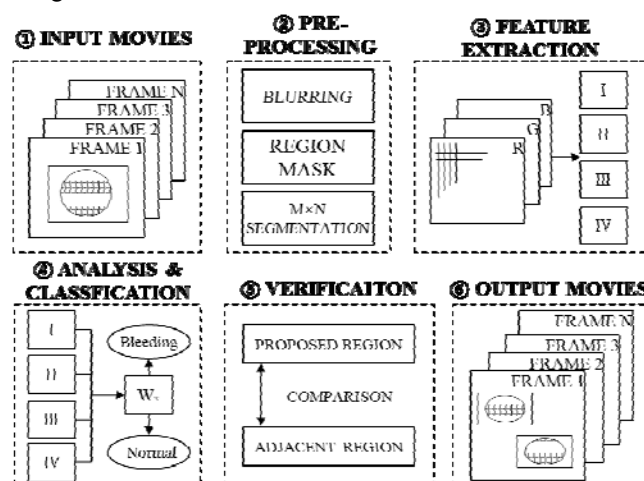 ① INPUT MOVIES
FRAME N
FRAME 3
FRAME 2
FRAME 1
② PRE-
PROCESSING
BLURRING
REGION
MASK
M×N
SEGMENTATION
③ FEATURE
EXTRACTION
B
G
R
I
II
III
IV
④ ANALYSIS &
CLASSFICATION
I
II
III
IV
Bleeding
Normal
⑤ VERIFICAITON
PROPOSED REGION
COMPARISON
ADJACENT REGION
⑥ OUTPUT MOVIES
FRAME N
FRAME 3
FRAME 2
FRAME 1